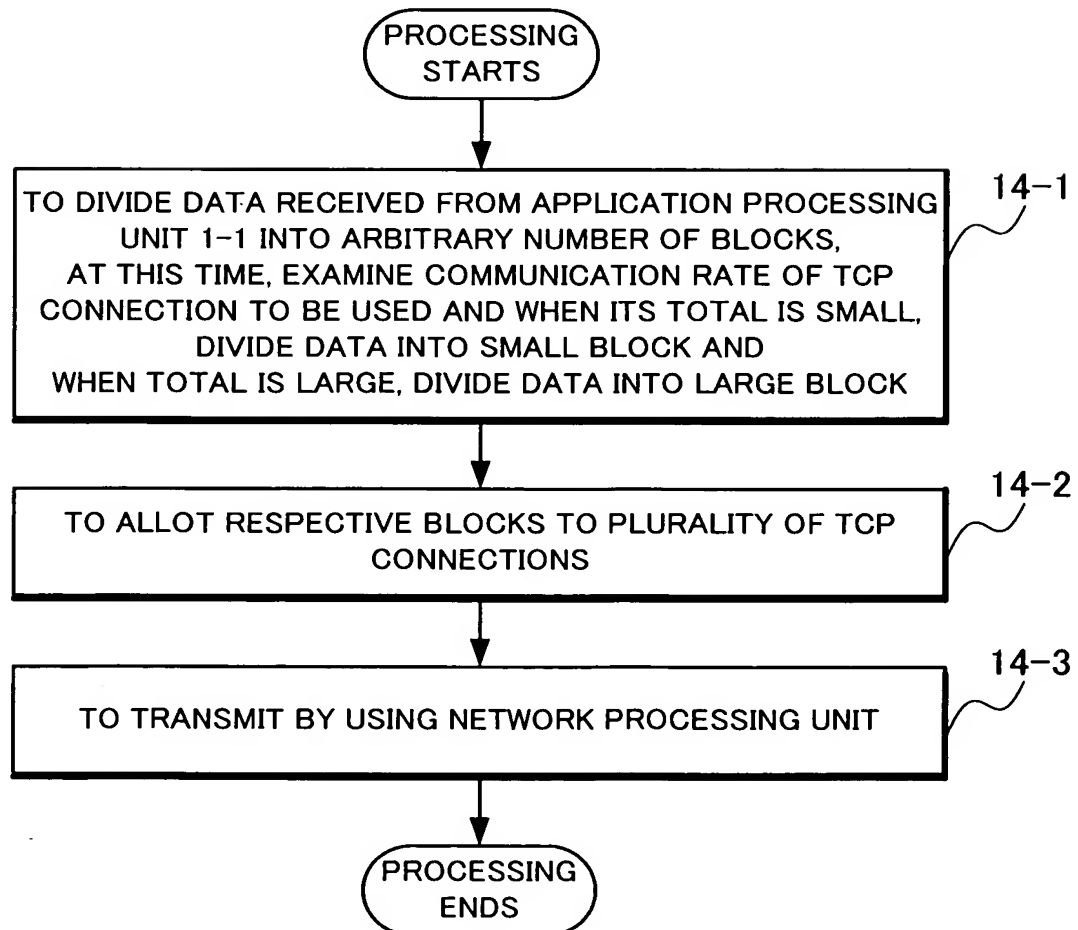 PROCESSING
STARTS
14-1
TO DIVIDE DATA RECEIVED FROM APPLICATION PROCESSING
UNIT 1-1 INTO ARBITRARY NUMBER OF BLOCKS,
AT THIS TIME, EXAMINE COMMUNICATION RATE OF TCP
CONNECTION TO BE USED AND WHEN ITS TOTAL IS SMALL,
DIVIDE DATA INTO SMALL BLOCK AND
WHEN TOTAL IS LARGE, DIVIDE DATA INTO LARGE BLOCK
14-2
TO ALLOT RESPECTIVE BLOCKS TO PLURALITY OF TCP
CONNECTIONS
14-3
TO TRANSMIT BY USING NETWORK PROCESSING UNIT
PROCESSING
ENDS